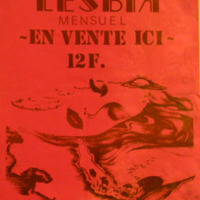 LESBIA
MENSUEL
~EN VENTE ICI~
12F.